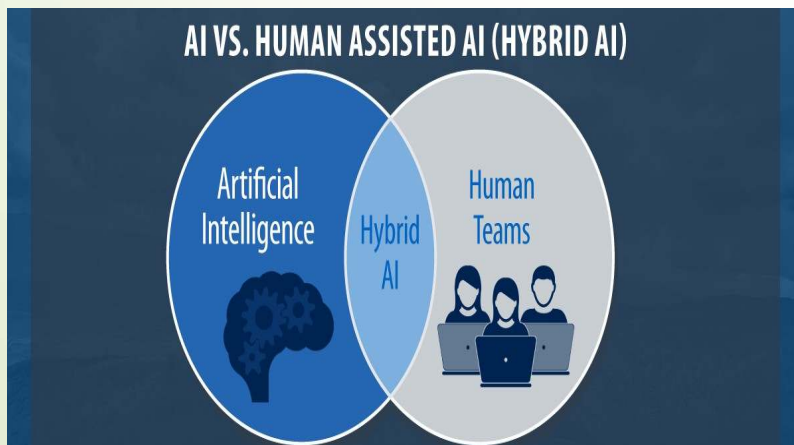 AI VS. HUMAN ASSISTED AI (HYBRID AI)
Artificial
Intelligence
Hybrid
AI
Human
Teams